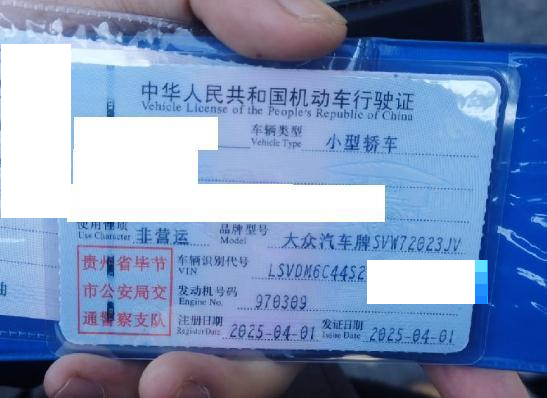 中华人民共和国机动车行驶证
Vehicle License of the People's Republic of China
车辆类型 小型轿车
Vehicle Type
使用性质 非营运 品牌型号 大众汽车牌SVW72023JV
Use Character Model
贵州省毕节
市公安局交
通警察支队
车辆识别代号 LSVDM6C44S2
VIN
发动机号码 970309
Engine No.
注册日期 2025-04-01 发证日期 2025-04-01
Register Date Issue Date
油